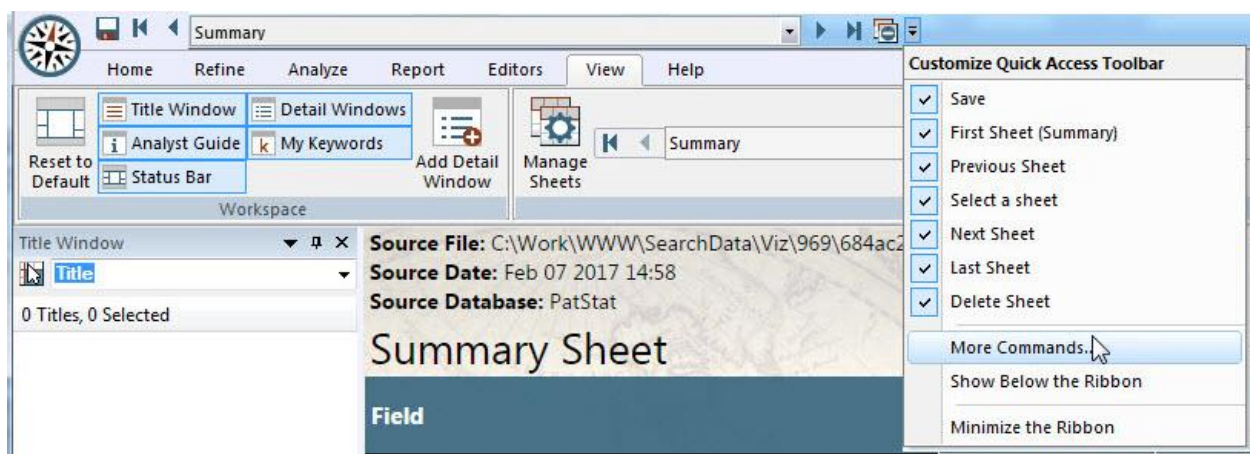 Summary
Home Refine Analyze Report Editors View Help
Reset to Default
Title Window
Analyst Guide
Status Bar
Detail Windows
My Keywords
Add Detail Window
Workspace
Manage Sheets
Summary
Title Window
Title
0 Titles, 0 Selected
Source File: C:\Work\WWW\SearchData\Viz\969\684ac2
Source Date: Feb 07 2017 14:58
Source Database: PatStat
Summary Sheet
Field
Customize Quick Access Toolbar
Save
First Sheet (Summary)
Previous Sheet
Select a sheet
Next Sheet
Last Sheet
Delete Sheet
More Commands..
Show Below the Ribbon
Minimize the Ribbon